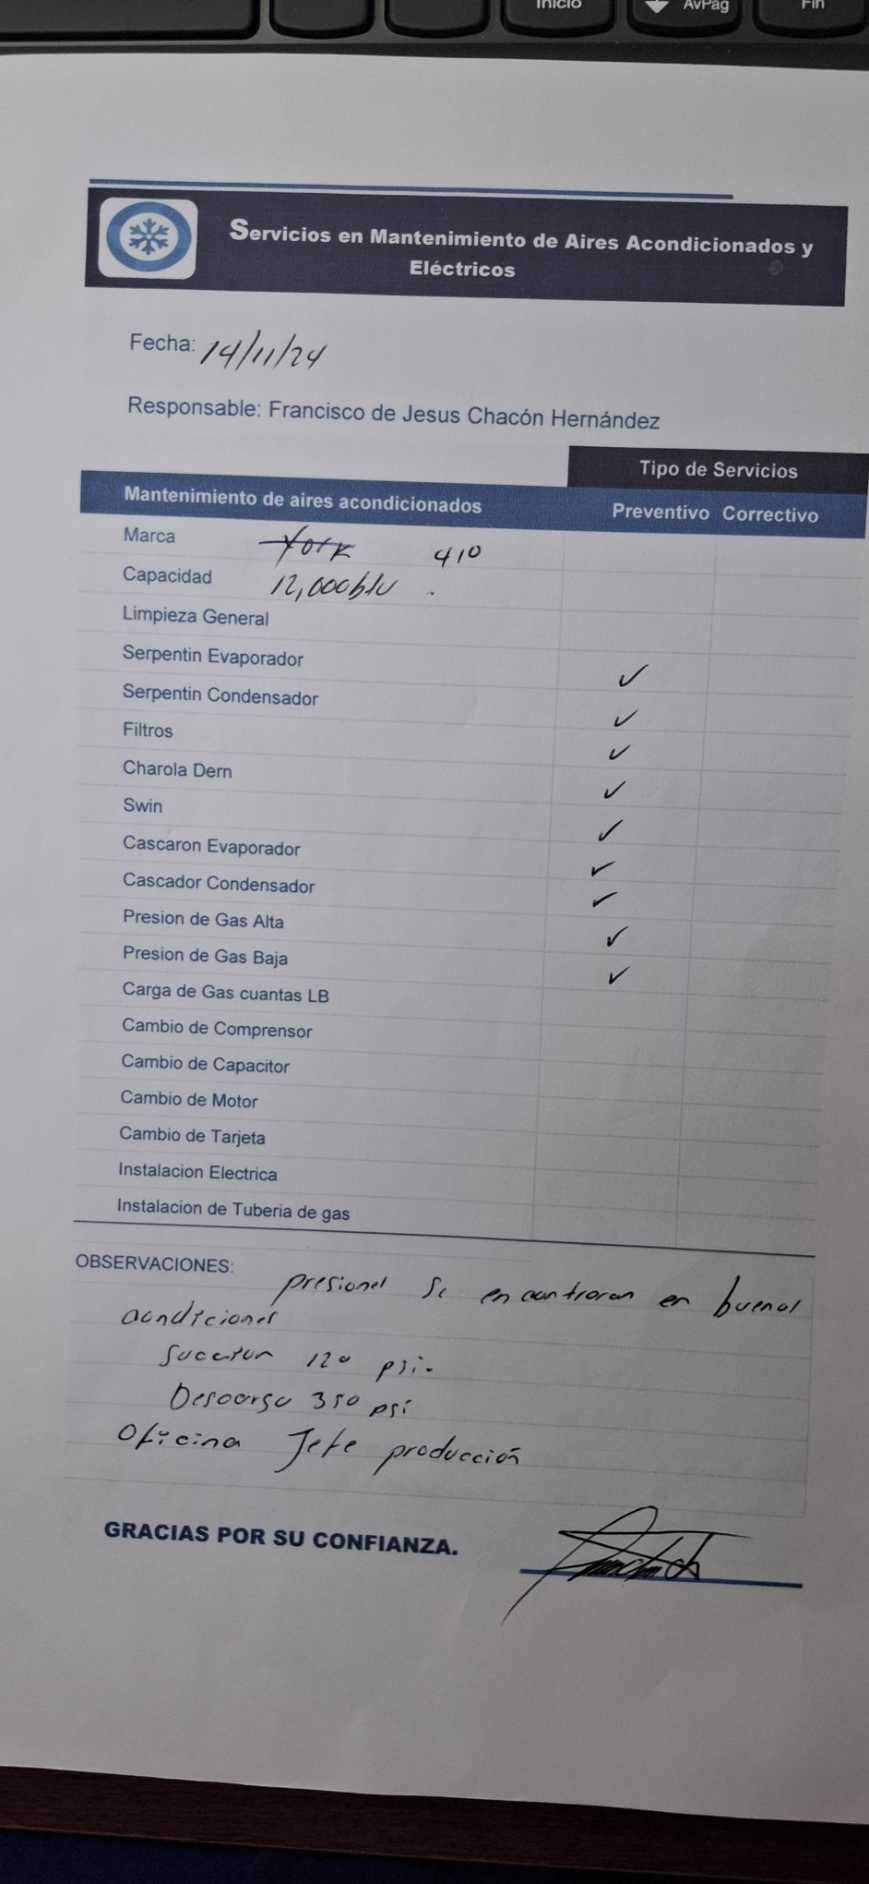 Inicio
AvPág
Fin
Servicios en Mantenimiento de Aires Acondicionados y
Eléctricos
Fecha: 14/11/24
Responsable: Francisco de Jesus Chacón Hernández
Tipo de Servicios
Mantenimiento de aires acondicionados Preventivo Correctivo
Marca York 410
Capacidad 12,000btu
Limpieza General
Serpentin Evaporador ✓
Serpentin Condensador ✓
Filtros ✓
Charola Dern ✓
Swin ✓
Cascaron Evaporador ✓
Cascador Condensador ✓
Presion de Gas Alta ✓
Presion de Gas Baja ✓
Carga de Gas cuantas LB
Cambio de Comprensor
Cambio de Capacitor
Cambio de Motor
Cambio de Tarjeta
Instalacion Electrica
Instalacion de Tuberia de gas
OBSERVACIONES: presiones se encontraron en buenas
condiciones
Succion 120 psi.
Descarga 350 psi
Oficina Jefe producción
GRACIAS POR SU CONFIANZA.